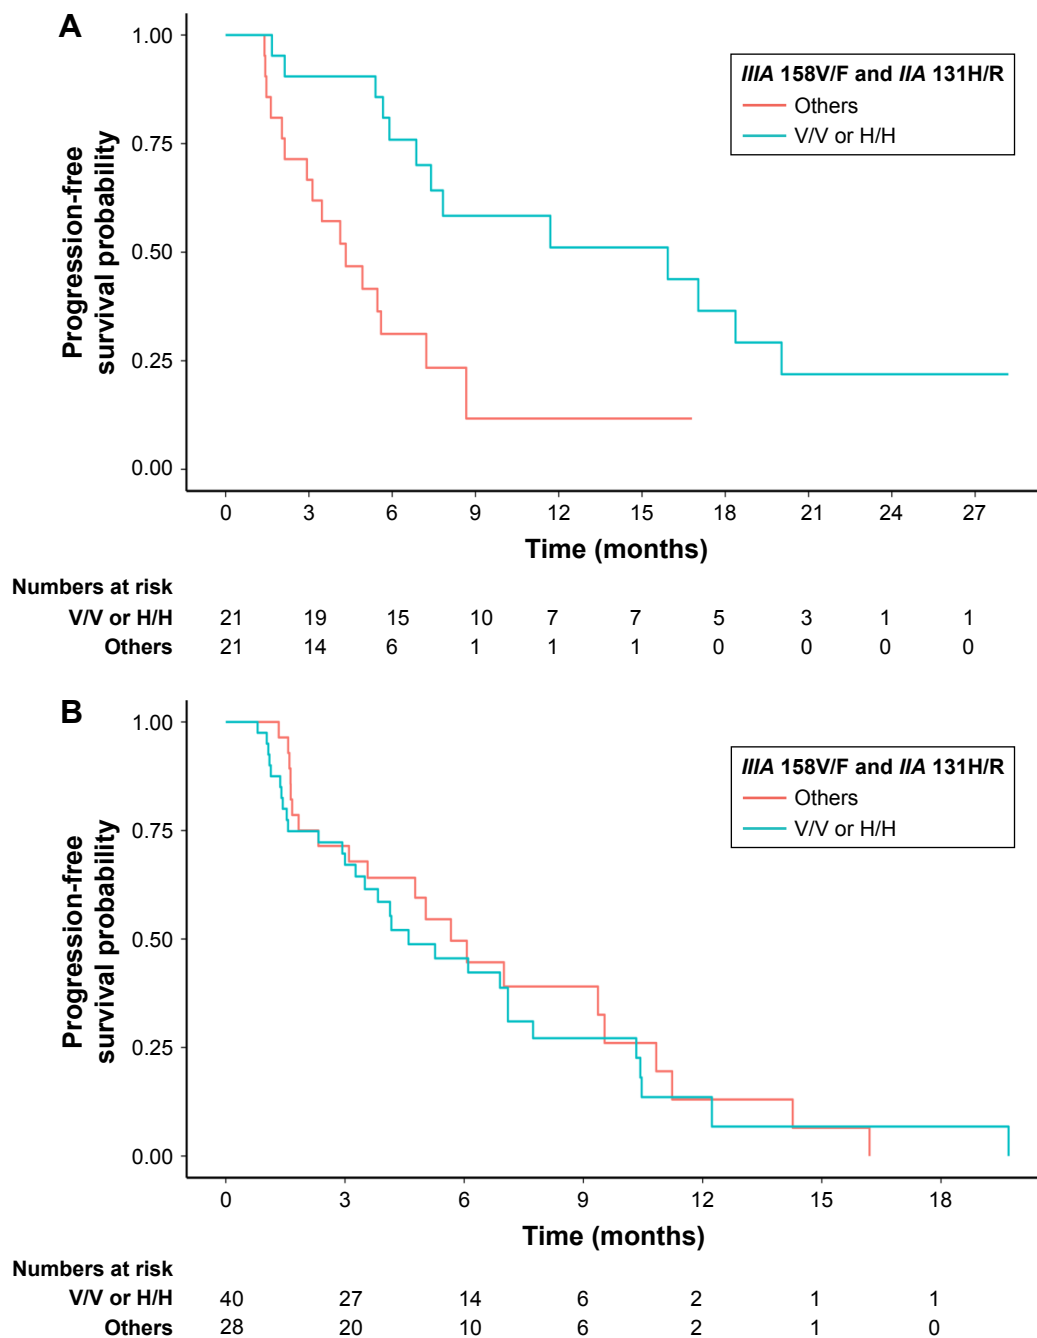 A
1.00
0.75
0.50
0.25
0.00
Progression-free
survival probability
IIIA 158V/F and IIA 131H/R
Others
V/V or H/H
0 3 6 9 12 15 18 21 24 27
Time (months)
Numbers at risk
V/V or H/H 21 19 15 10 7 7 5 3 1 1
Others 21 14 6 1 1 1 0 0 0 0
B
1.00
0.75
0.50
0.25
0.00
Progression-free
survival probability
IIIA 158V/F and IIA 131H/R
Others
V/V or H/H
0 3 6 9 12 15 18
Time (months)
Numbers at risk
V/V or H/H 40 27 14 6 2 1 1
Others 28 20 10 6 2 1 0